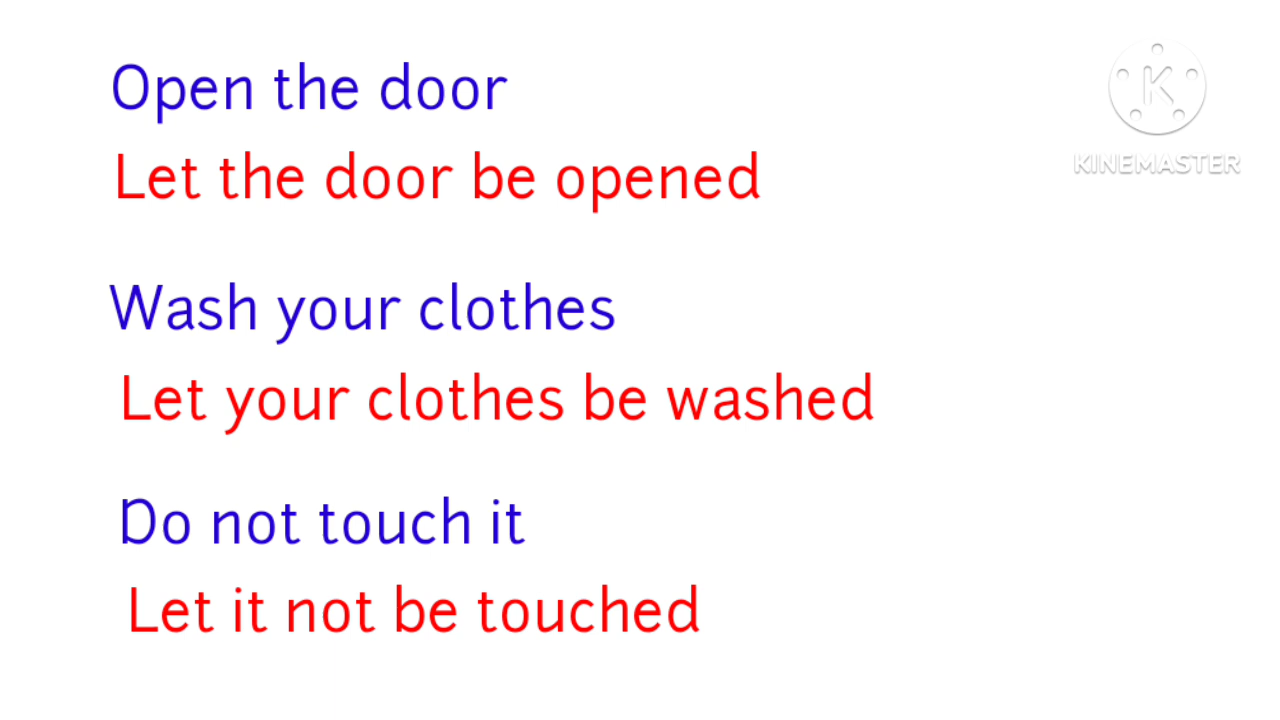 Open the door
Let the door be opened
Wash your clothes
Let your clothes be washed
Do not touch it
Let it not be touched
K
KINEMASTER